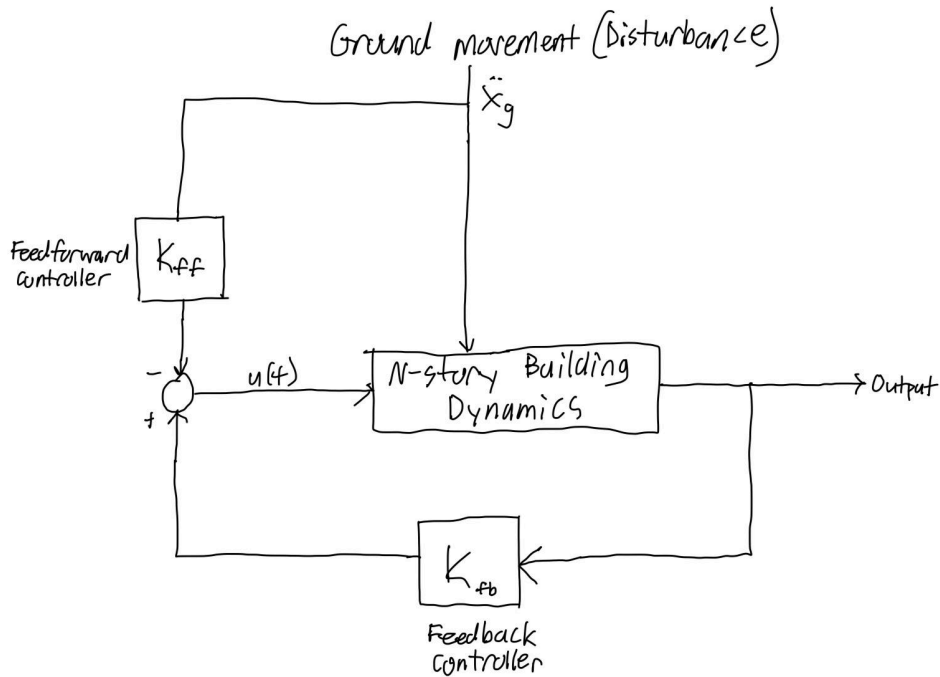 Ground movement (Disturbance)
ẍg
Feedforward
controller
Kff
-
u(t)
+
N-story Building
Dynamics
Output
Kfb
Feedback
controller